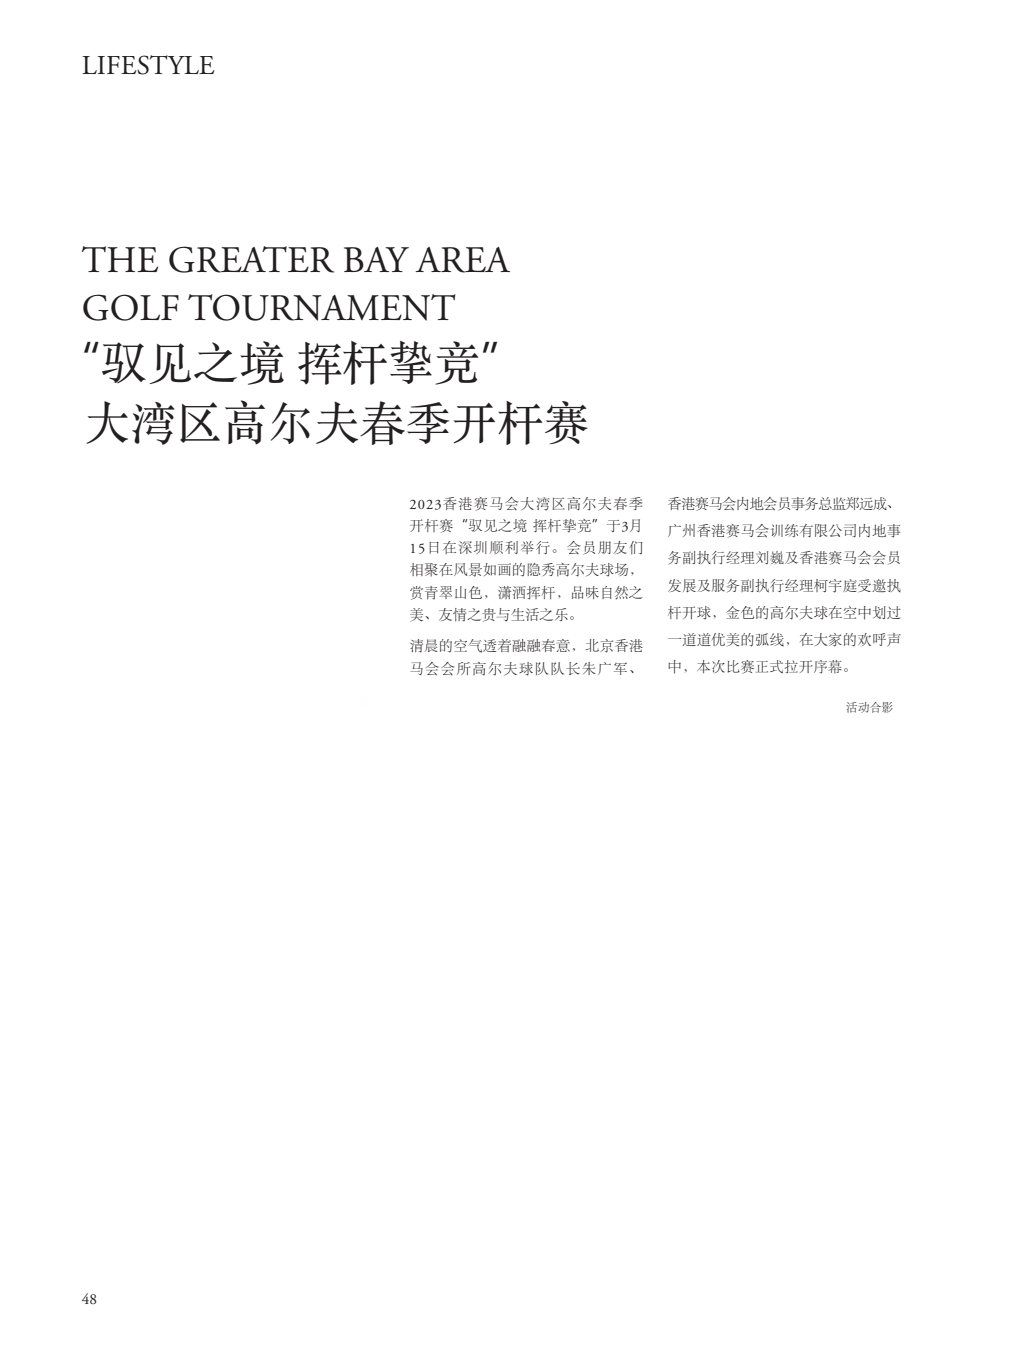 LIFESTYLE
THE GREATER BAY AREA
GOLF TOURNAMENT
“驭见之境 挥杆挚竞”
大湾区高尔夫春季开杆赛
2023香港赛马会大湾区高尔夫春季
开杆赛“驭见之境 挥杆挚竞”于3月
15日在深圳顺利举行。会员朋友们
相聚在风景如画的隐秀高尔夫球场，
赏青翠山色，潇洒挥杆，品味自然之
美、友情之贵与生活之乐。
清晨的空气透着融融春意，北京香港
马会会所高尔夫球队队长朱广军、
香港赛马会内地会员事务总监郑远成、
广州香港赛马会训练有限公司内地事
务副执行经理刘巍及香港赛马会会员
发展及服务副执行经理柯宇庭受邀执
杆开球，金色的高尔夫球在空中划过
一道道优美的弧线，在大家的欢呼声
中，本次比赛正式拉开序幕。
活动合影
48